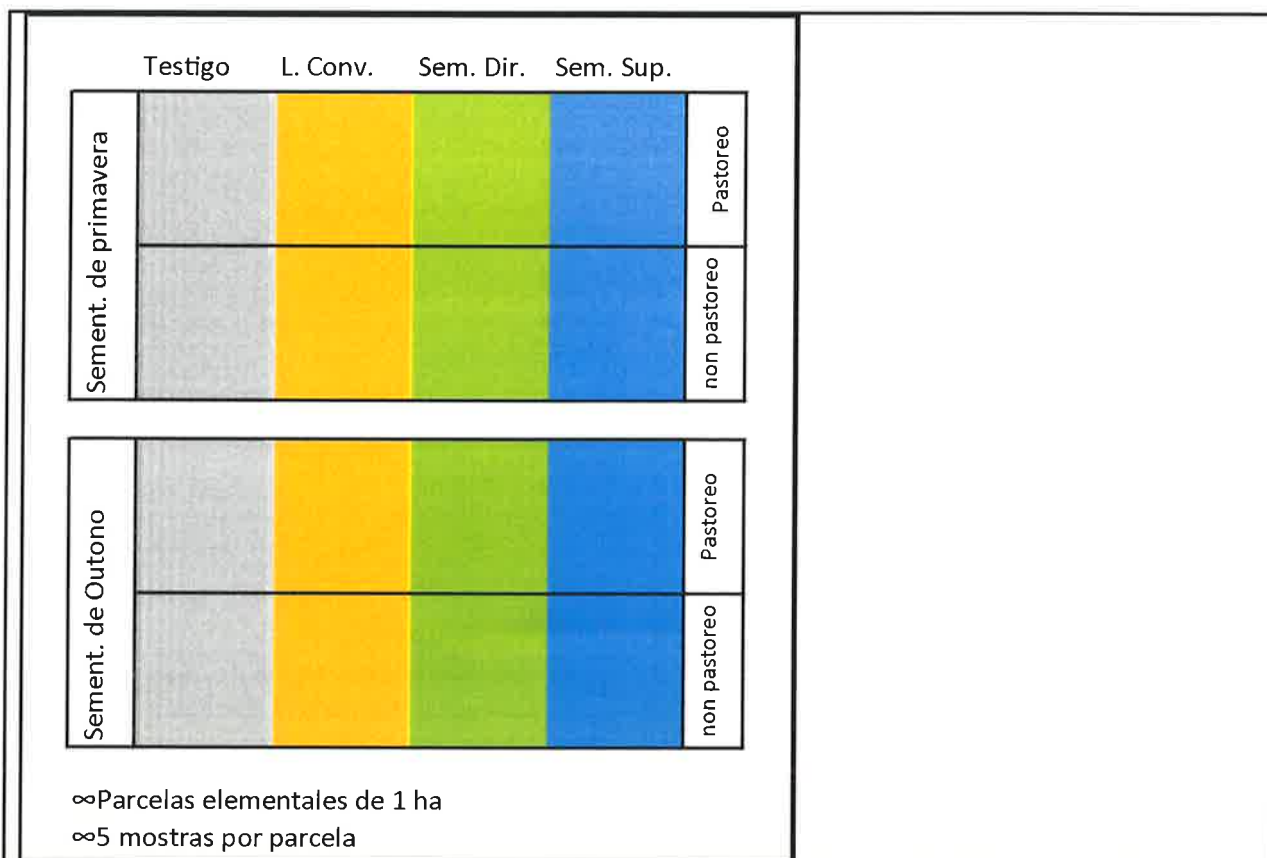 Testigo L. Conv. Sem. Dir. Sem. Sup.
Sement. de primavera
Pastoreo
non pastoreo
Sement. de Outono
Pastoreo
non pastoreo
∞Parcelas elementales de 1 ha
∞5 mostras por parcela